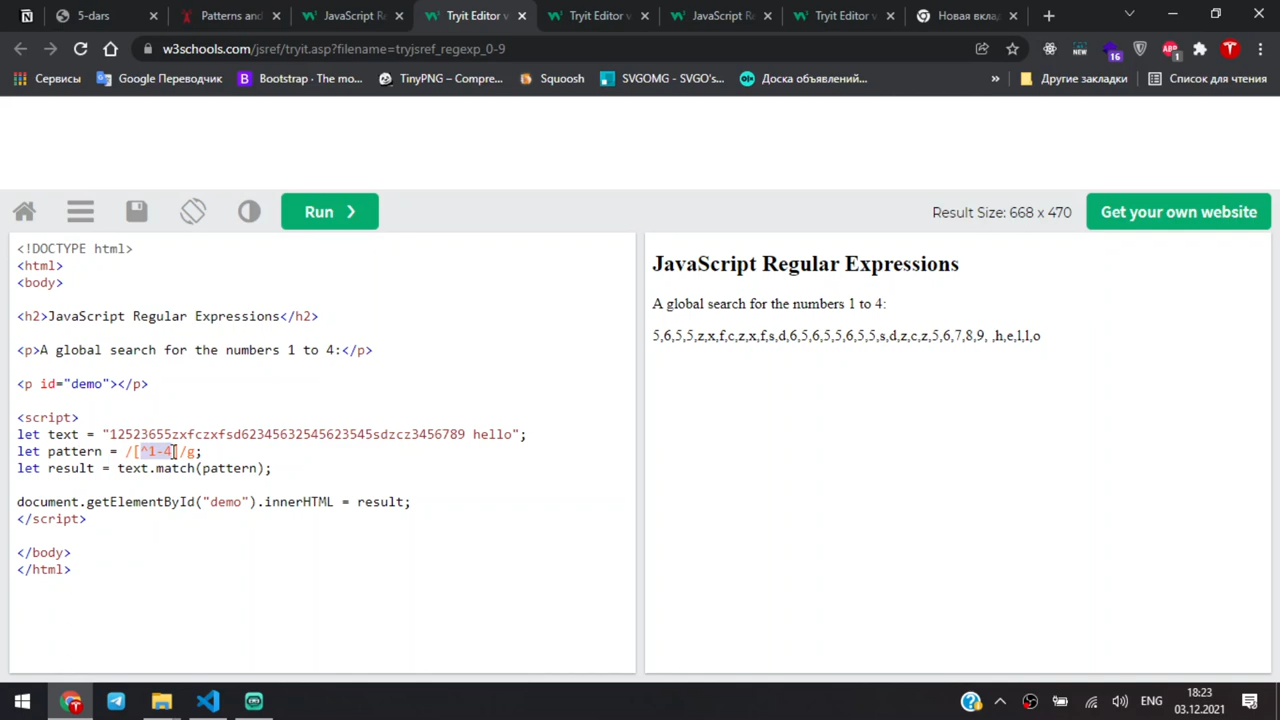 5-dars
Patterns and
JavaScript Re
Tryit Editor v
Tryit Editor v
JavaScript Re
Tryit Editor v
Новая вклад
w3schools.com/jsref/tryit.asp?filename=tryjsref_regexp_0-9
NEW
16
ABP
1
T
Сервисы
Google Переводчик
B Bootstrap · The mo...
TinyPNG – Compre...
Squoosh
SVGOMG - SVGO's...
Доска объявлений...
»
Другие закладки
Список для чтения
Run ❯
Result Size: 668 x 470
Get your own website
<!DOCTYPE html>
<html>
<body>
<h2>JavaScript Regular Expressions</h2>
<p>A global search for the numbers 1 to 4:</p>
<p id="demo"></p>
<script>
let text = "12523655zxfczxfsd62345632545623545sdzcz3456789 hello";
let pattern = /[^1-4]/g;
let result = text.match(pattern);
document.getElementById("demo").innerHTML = result;
</script>
</body>
</html>
JavaScript Regular Expressions
A global search for the numbers 1 to 4:
5,6,5,5,z,x,f,c,z,x,f,s,d,6,5,6,5,5,6,5,5,s,d,z,c,z,5,6,7,8,9, ,h,e,l,l,o
ENG
18:23
03.12.2021